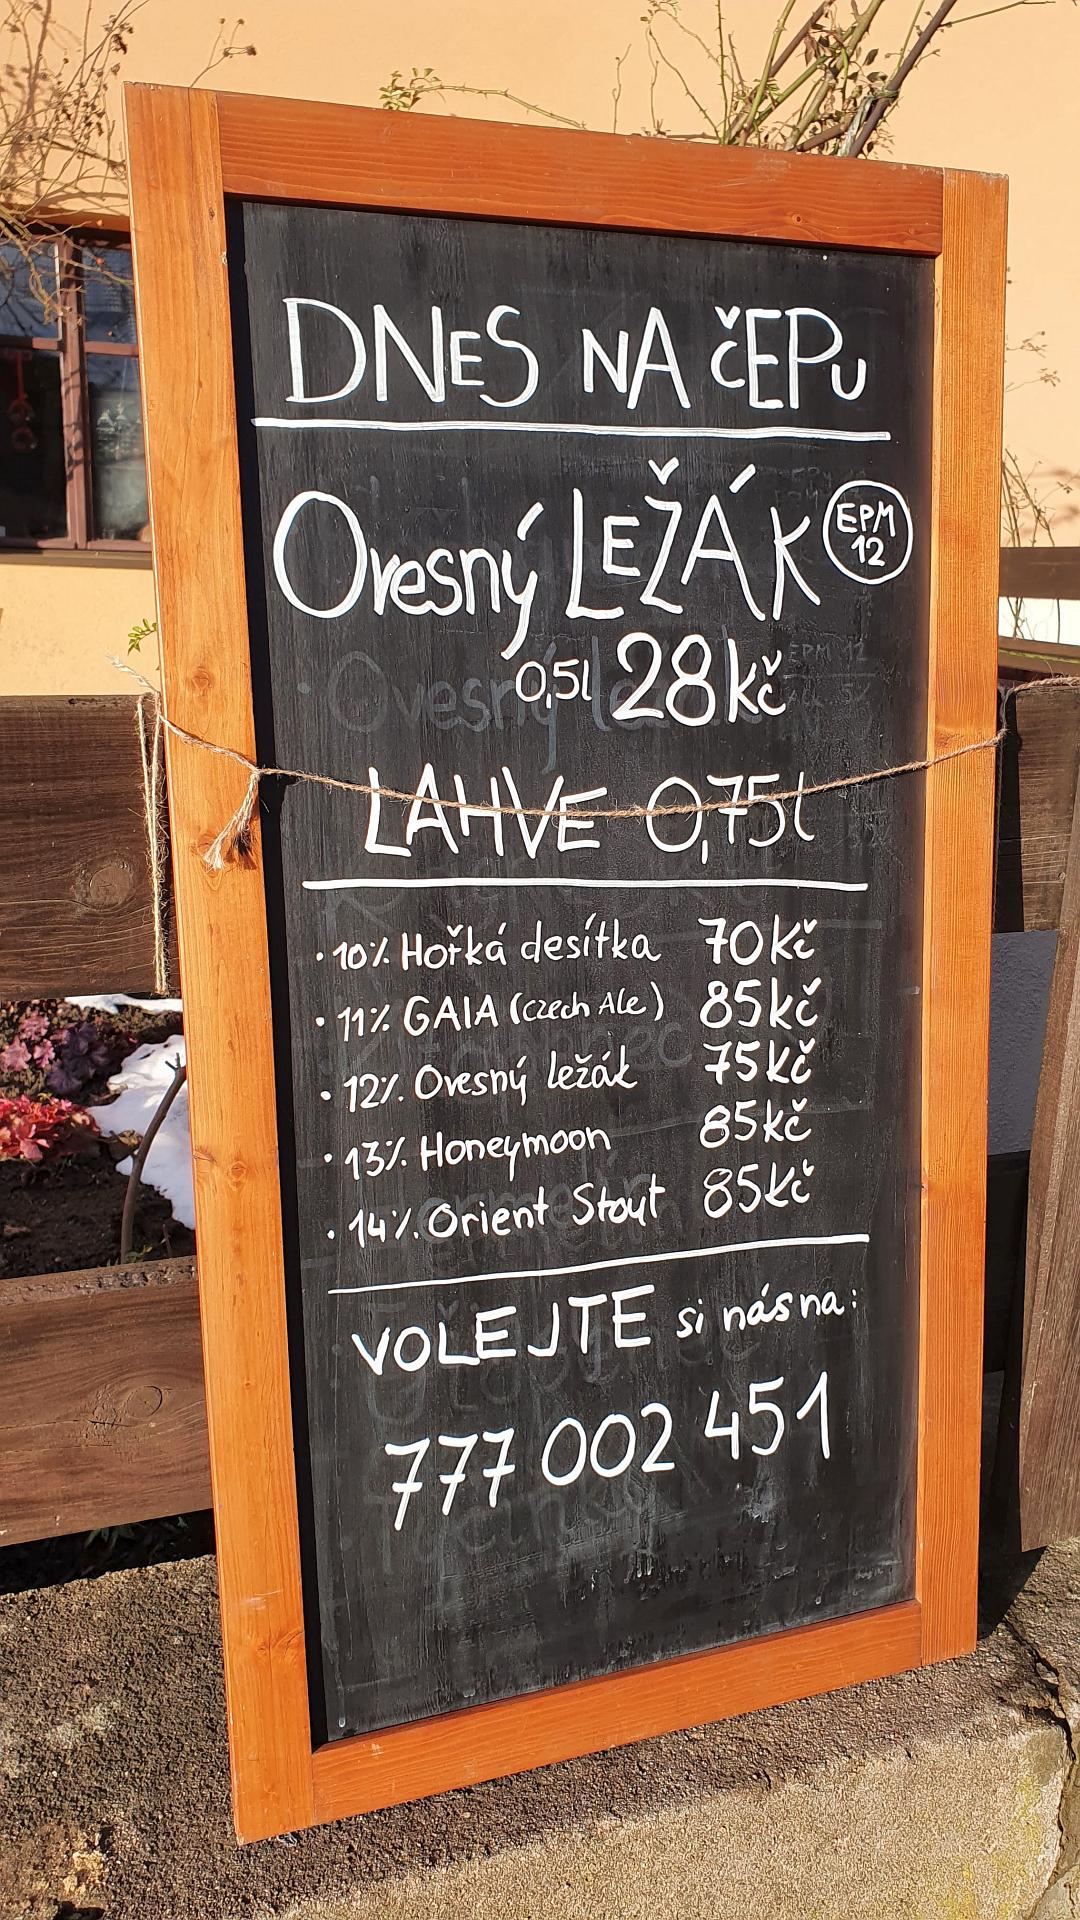 DNES NA ČEPU
Ovesný LEŽÁK EPM 12
0,5l 28kč
LAHVE 0,75l
· 10% Hořká desítka 70kč
· 11% GAIA (czech Ale) 85kč
· 12% Ovesný ležák 75kč
· 13% Honeymoon 85kč
· 14% Orient Stout 85kč
VOLEJTE si nás na:
777 002 451